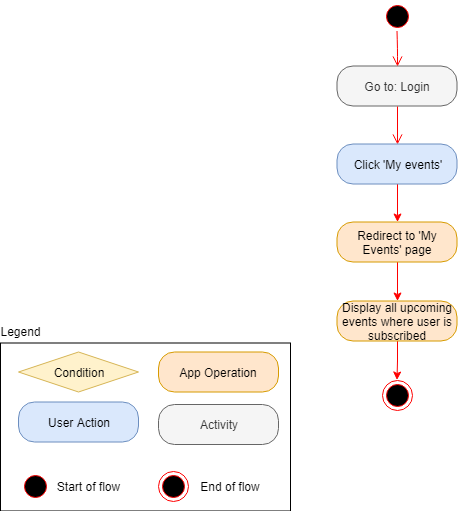 Go to: Login
Click 'My events'
Redirect to 'My
Events' page
Display all upcoming
events where user is
subscribed
Legend
Condition
App Operation
User Action
Activity
Start of flow
End of flow